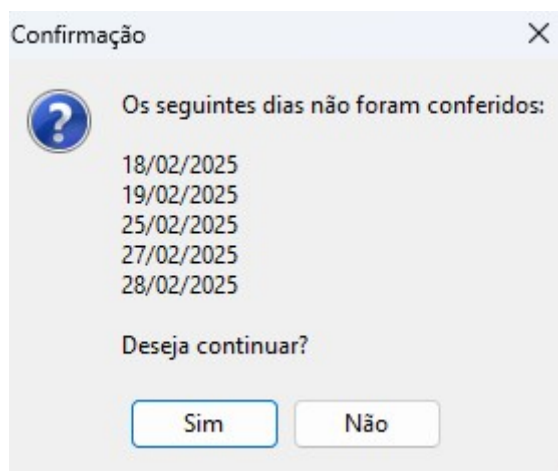 Confirmação
Os seguintes dias não foram conferidos:
18/02/2025
19/02/2025
25/02/2025
27/02/2025
28/02/2025
Deseja continuar?
Sim
Não